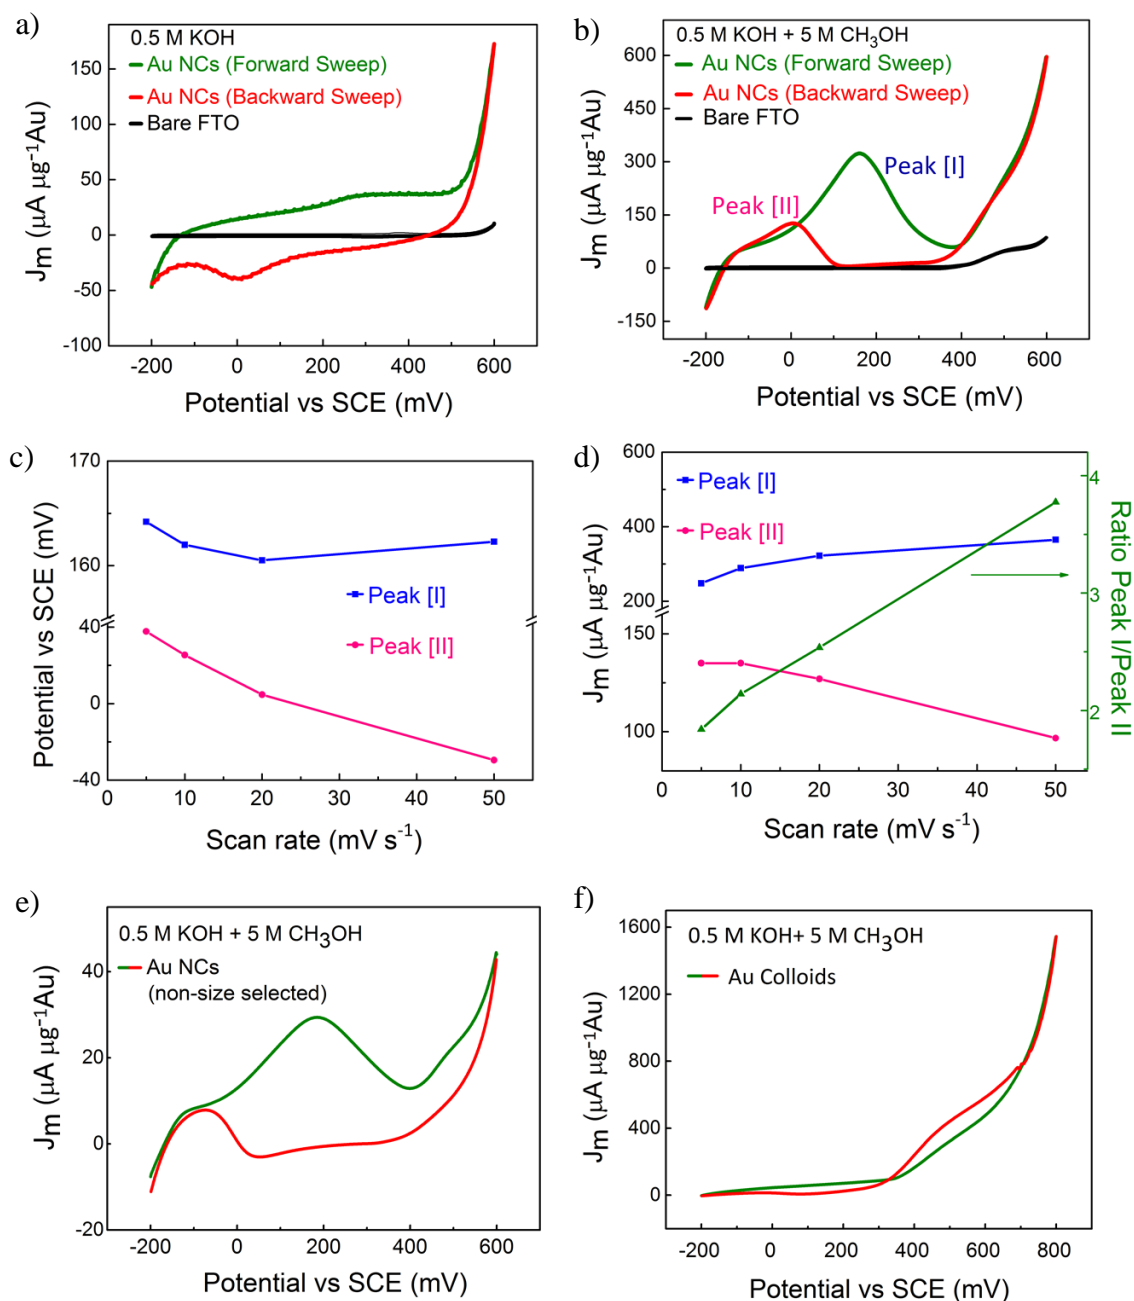 a)
0.5 M KOH
Au NCs (Forward Sweep)
Au NCs (Backward Sweep)
Bare FTO
Jm (µA µg⁻¹Au)
150
100
50
0
-50
-100
-200 0 200 400 600
Potential vs SCE (mV)
b)
0.5 M KOH + 5 M CH₃OH
Au NCs (Forward Sweep)
Au NCs (Backward Sweep)
Bare FTO
Peak [I]
Peak [II]
Jm (µA µg⁻¹Au)
600
450
300
150
0
-150
-200 0 200 400 600
Potential vs SCE (mV)
c)
Peak [I]
Peak [II]
Potential vs SCE (mV)
170
160
40
0
-40
0 10 20 30 40 50
Scan rate (mV s⁻¹)
d)
Peak [I]
Peak [II]
Jm (µA µg⁻¹Au)
600
400
200
150
100
4
3
2
Ratio Peak I/Peak II
0 10 20 30 40 50
Scan rate (mV s⁻¹)
e)
0.5 M KOH + 5 M CH₃OH
Au NCs
(non-size selected)
Jm (µA µg⁻¹Au)
40
20
0
-20
-200 0 200 400 600
Potential vs SCE (mV)
f)
0.5 M KOH+ 5 M CH₃OH
Au Colloids
Jm (µA µg⁻¹Au)
1600
1200
800
400
0
-200 0 200 400 600 800
Potential vs SCE (mV)